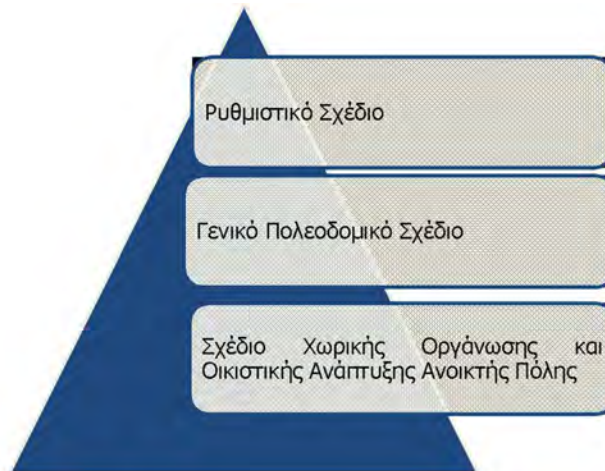 Ρυθμιστικό Σχέδιο
Γενικό Πολεοδομικό Σχέδιο
Σχέδιο Χωρικής Οργάνωσης και
Οικιστικής Ανάπτυξης Ανοικτής Πόλης